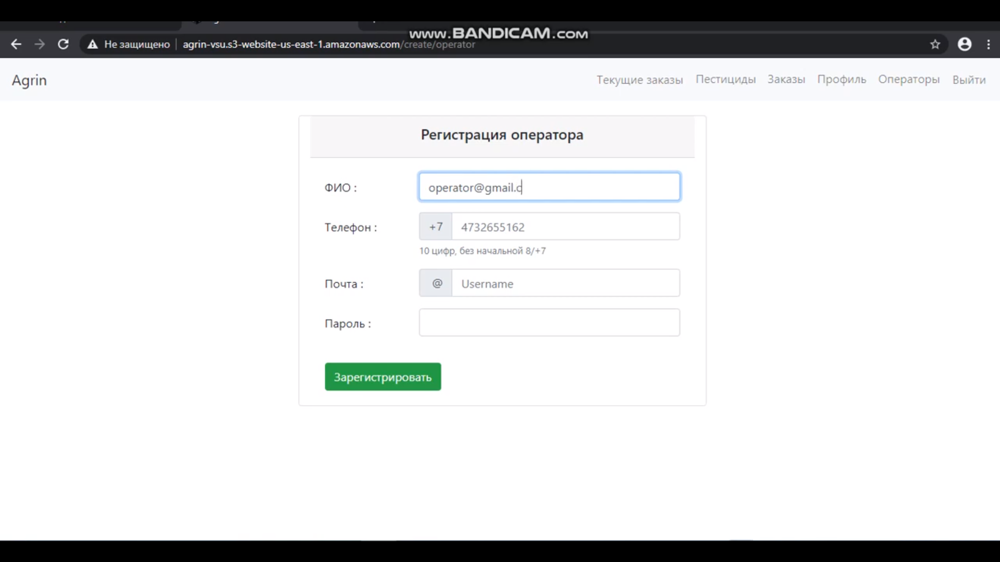 www.BANDICAM.com
Не защищено agrin-vsu.s3-website-us-east-1.amazonaws.com/create/operator
Agrin Текущие заказы Пестициды Заказы Профиль Операторы Выйти
Регистрация оператора
ФИО : operator@gmail.c
Телефон : +7 4732655162
10 цифр, без начальной 8/+7
Почта : @ Username
Пароль :
Зарегистрировать